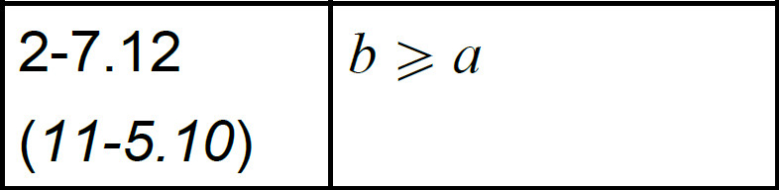 2-7.12
(11-5.10)
b ⩾ a